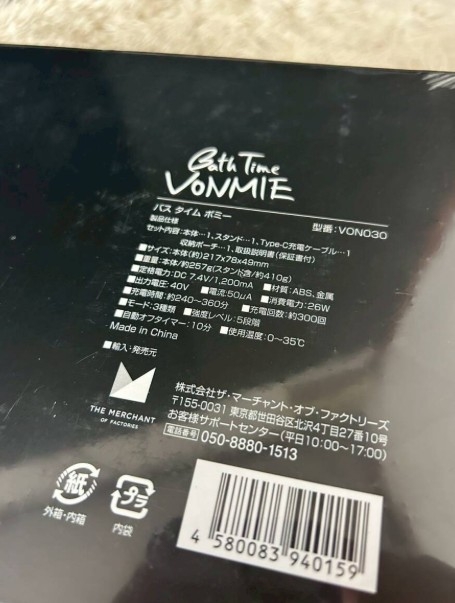 Bath Time
VONMIE
バス タイム ボミー 型番:VON030
製品仕様
セット内容:本体…1、スタンド…1、Type-C充電ケーブル…1
収納ポーチ…1、取扱説明書(保証書付)
■サイズ:本体(約)217×78×49mm
■重量:本体/約257g(スタンド含/約410g)
■定格電力:DC 7.4V/1,200mA ■材質:ABS、金属
■出力電圧:40V ■電流:50μA ■消費電力:26W
■充電時間:約240~360分 ■充電回数:約300回
■モード:3種類 ■強度レベル:5段階
■自動オフタイマー:10分 ■使用温度:0~35℃
Made in China
■輸入・発売元
THE MERCHANT
OF FACTORIES
株式会社ザ・マーチャント・オブ・ファクトリーズ
〒155-0031 東京都世田谷区北沢4丁目27番10号
お客様サポートセンター(平日10:00~17:00)
電話番号 050-8880-1513
紙
外箱・内箱
プラ
内袋
4 580083 940159